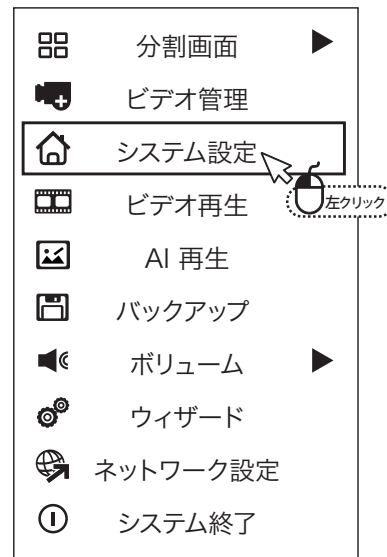 分割画面
ビデオ管理
システム設定
ビデオ再生
左クリック
AI 再生
バックアップ
ボリューム
ウィザード
ネットワーク設定
システム終了